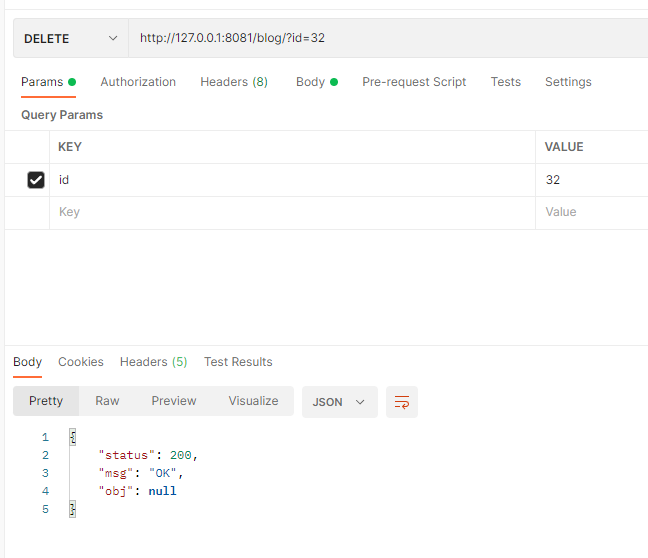 DELETE http://127.0.0.1:8081/blog/?id=32
Params Authorization Headers (8) Body Pre-request Script Tests Settings
Query Params
KEY VALUE
id 32
Key Value
Body Cookies Headers (5) Test Results
Pretty Raw Preview Visualize JSON
1 {
2 "status": 200,
3 "msg": "OK",
4 "obj": null
5 }